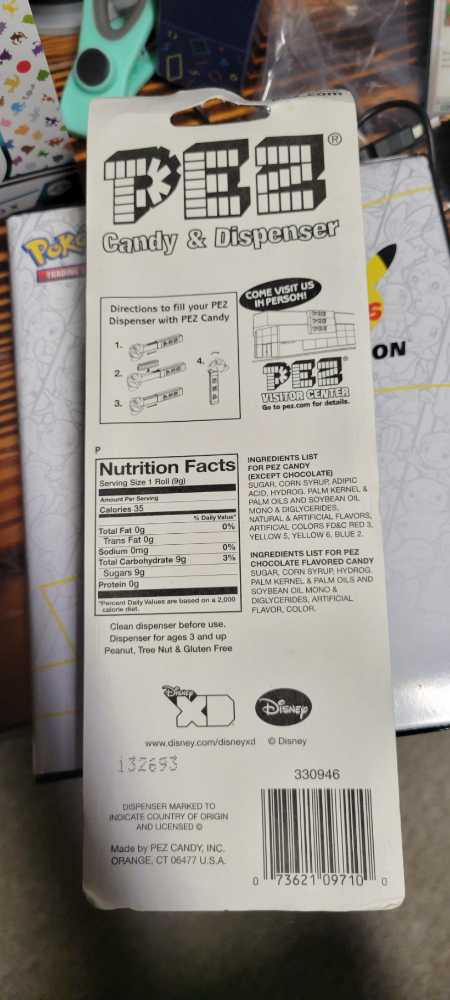 .com
PEZ®
Candy & Dispenser
POKé
TRADING
ON
Directions to fill your PEZ
Dispenser with PEZ Candy
1.
2.
3.
4.
COME VISIT US
IN PERSON!
PEZ
PEZ
PEZ
PEZ®
VISITOR CENTER
Go to pez.com for details.
P
Nutrition Facts
Serving Size 1 Roll (9g)
Amount Per Serving
Calories 35
% Daily Value*
Total Fat 0g 0%
Trans Fat 0g
Sodium 0mg 0%
Total Carbohydrate 9g 3%
Sugars 9g
Protein 0g
*Percent Daily Values are based on a 2,000
calorie diet.
INGREDIENTS LIST
FOR PEZ CANDY
(EXCEPT CHOCOLATE)
SUGAR, CORN SYRUP, ADIPIC
ACID, HYDROG. PALM KERNEL &
PALM OILS AND SOYBEAN OIL
MONO & DIGLYCERIDES,
NATURAL & ARTIFICIAL FLAVORS,
ARTIFICIAL COLORS FD&C RED 3,
YELLOW 5, YELLOW 6, BLUE 2.
INGREDIENTS LIST FOR PEZ
CHOCOLATE FLAVORED CANDY
SUGAR, CORN SYRUP, HYDROG.
PALM KERNEL & PALM OILS AND
SOYBEAN OIL MONO &
DIGLYCERIDES, ARTIFICIAL
FLAVOR, COLOR.
Clean dispenser before use.
Dispenser for ages 3 and up
Peanut, Tree Nut & Gluten Free
Disney
XD
Disney
www.disney.com/disneyxd © Disney
132693
330946
DISPENSER MARKED TO
INDICATE COUNTRY OF ORIGIN
AND LICENSED ©
Made by PEZ CANDY, INC.
ORANGE, CT 06477 U.S.A.
0 73621 09710 0